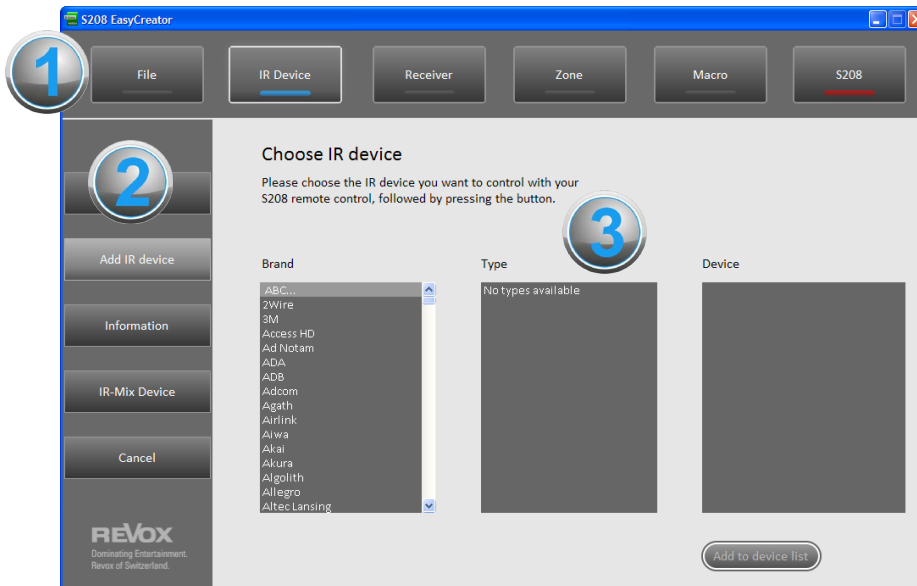 S208 EasyCreator
1
File
IR Device
Receiver
Zone
Macro
S208
2
Add IR device
Information
IR-Mix Device
Cancel
REVOX
Dominating Entertainment.
Revox of Switzerland.
Choose IR device
Please choose the IR device you want to control with your
S208 remote control, followed by pressing the button.
3
Brand
ABC...
2Wire
3M
Access HD
Ad Notam
ADA
ADB
Adcom
Agath
Airlink
Aiwa
Akai
Akura
Algolith
Allegro
Altec Lansing
Type
No types available
Device
Add to device list